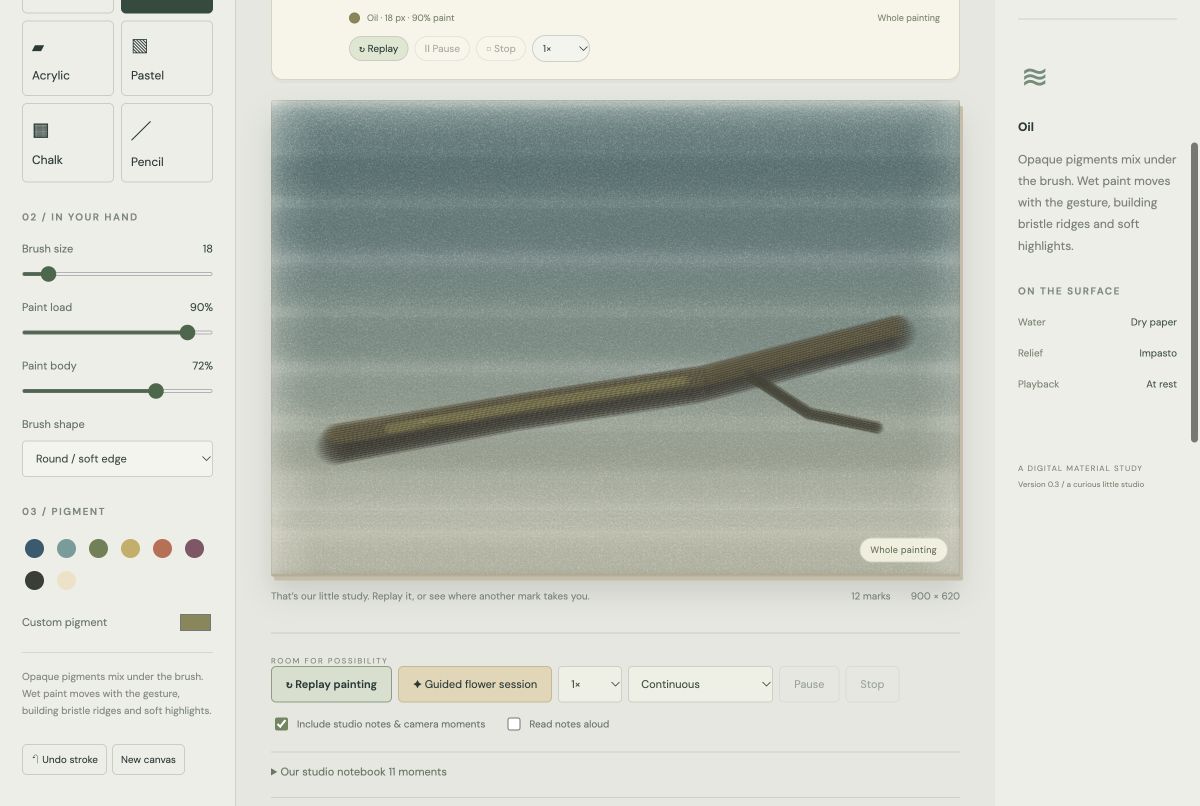 Acrylic
Pastel
Chalk
Pencil
02 / IN YOUR HAND
Brush size 18
Paint load 90%
Paint body 72%
Brush shape
Round / soft edge
03 / PIGMENT
Custom pigment
Opaque pigments mix under the brush.
Wet paint moves with the gesture,
building bristle ridges and soft highlights.
Undo stroke
New canvas
Oil · 18 px · 90% paint
Whole painting
↻ Replay
II Pause
□ Stop
1×
Whole painting
That's our little study. Replay it, or see where another mark takes you.
12 marks
900 × 620
ROOM FOR POSSIBILITY
↻ Replay painting
✦ Guided flower session
1×
Continuous
Pause
Stop
Include studio notes & camera moments
Read notes aloud
▶ Our studio notebook 11 moments
Oil
Opaque pigments mix under
the brush. Wet paint moves
with the gesture, building
bristle ridges and soft
highlights.
ON THE SURFACE
Water Dry paper
Relief Impasto
Playback At rest
A DIGITAL MATERIAL STUDY
Version 0.3 / a curious little studio